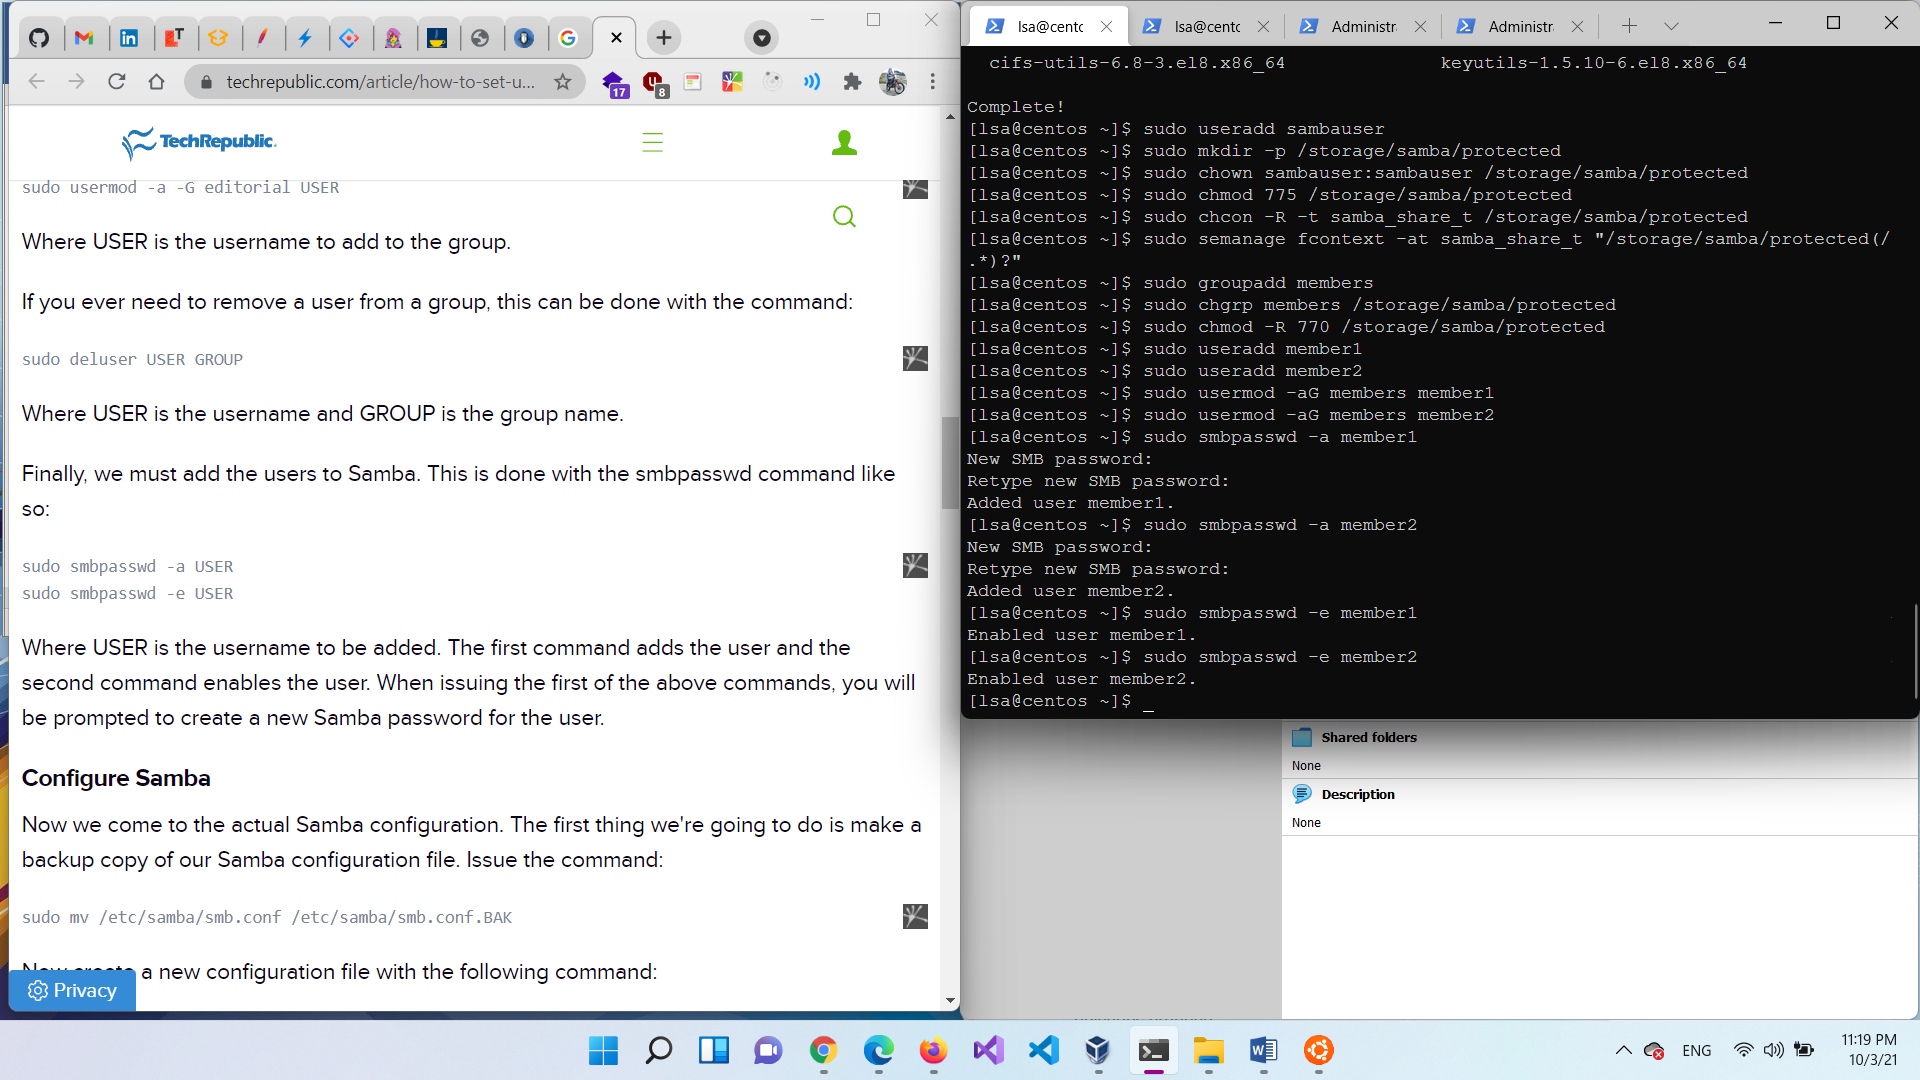 techrepublic.com/article/how-to-set-u...
17
8
TechRepublic.
sudo usermod -a -G editorial USER
Where USER is the username to add to the group.
If you ever need to remove a user from a group, this can be done with the command:
sudo deluser USER GROUP
Where USER is the username and GROUP is the group name.
Finally, we must add the users to Samba. This is done with the smbpasswd command like
so:
sudo smbpasswd -a USER
sudo smbpasswd -e USER
Where USER is the username to be added. The first command adds the user and the
second command enables the user. When issuing the first of the above commands, you will
be prompted to create a new Samba password for the user.
Configure Samba
Now we come to the actual Samba configuration. The first thing we're going to do is make a
backup copy of our Samba configuration file. Issue the command:
sudo mv /etc/samba/smb.conf /etc/samba/smb.conf.BAK
Now create a new configuration file with the following command:
Privacy
lsa@cento
lsa@cento
Administra
Administra
cifs-utils-6.8-3.el8.x86_64 keyutils-1.5.10-6.el8.x86_64
Complete!
[lsa@centos ~]$ sudo useradd sambauser
[lsa@centos ~]$ sudo mkdir -p /storage/samba/protected
[lsa@centos ~]$ sudo chown sambauser:sambauser /storage/samba/protected
[lsa@centos ~]$ sudo chmod 775 /storage/samba/protected
[lsa@centos ~]$ sudo chcon -R -t samba_share_t /storage/samba/protected
[lsa@centos ~]$ sudo semanage fcontext -at samba_share_t "/storage/samba/protected(/
.*)?"
[lsa@centos ~]$ sudo groupadd members
[lsa@centos ~]$ sudo chgrp members /storage/samba/protected
[lsa@centos ~]$ sudo chmod -R 770 /storage/samba/protected
[lsa@centos ~]$ sudo useradd member1
[lsa@centos ~]$ sudo useradd member2
[lsa@centos ~]$ sudo usermod -aG members member1
[lsa@centos ~]$ sudo usermod -aG members member2
[lsa@centos ~]$ sudo smbpasswd -a member1
New SMB password:
Retype new SMB password:
Added user member1.
[lsa@centos ~]$ sudo smbpasswd -a member2
New SMB password:
Retype new SMB password:
Added user member2.
[lsa@centos ~]$ sudo smbpasswd -e member1
Enabled user member1.
[lsa@centos ~]$ sudo smbpasswd -e member2
Enabled user member2.
[lsa@centos ~]$ _
Shared folders
None
Description
None
ENG
11:19 PM
10/3/21